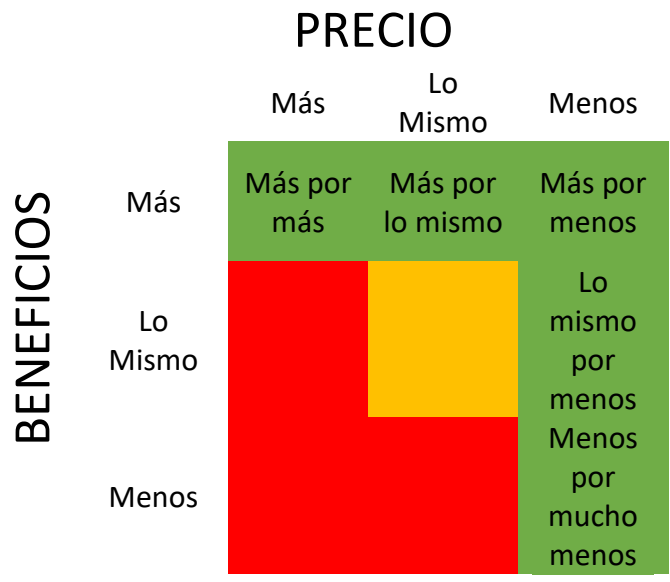 PRECIO
Más
Lo
Mismo
Menos
BENEFICIOS
Más
Más por
más
Más por
lo mismo
Más por
menos
Lo
Mismo
Lo
mismo
por
menos
Menos
Menos
por
mucho
menos